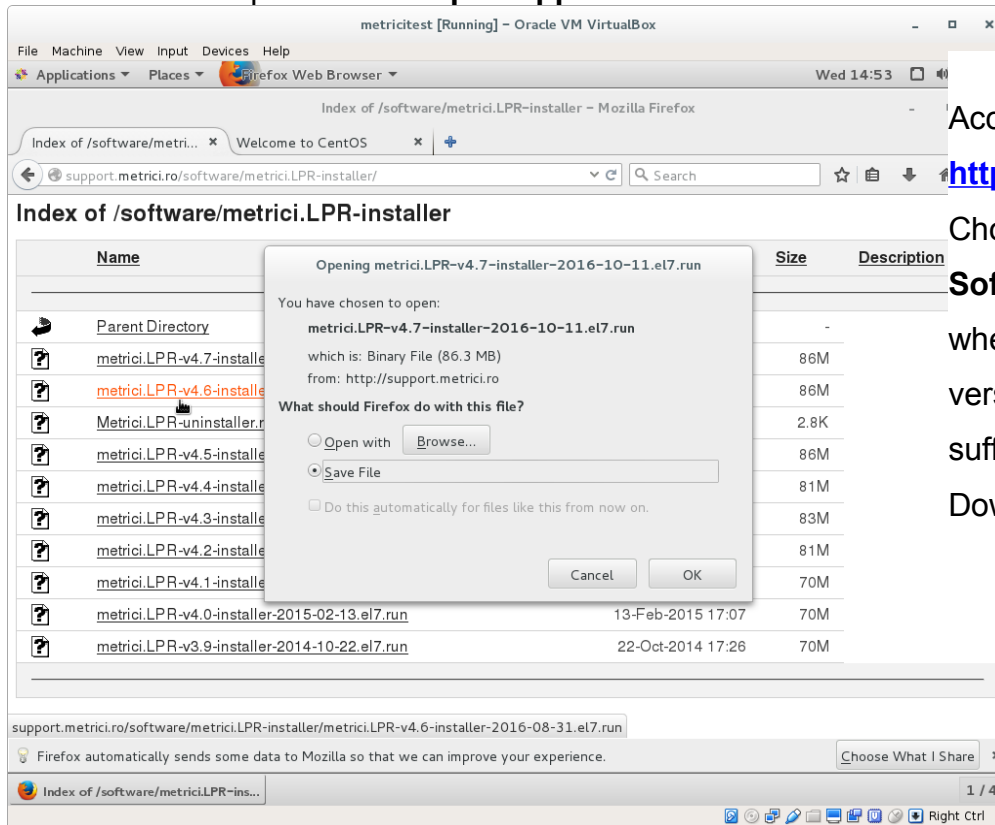 metricitest [Running] – Oracle VM VirtualBox
File Machine View Input Devices Help
Applications Places Firefox Web Browser Wed 14:53
Index of /software/metrici.LPR-installer – Mozilla Firefox
Index of /software/metri... Welcome to CentOS
support.metrici.ro/software/metrici.LPR-installer/ Search
Index of /software/metrici.LPR-installer
Name Size Description
Parent Directory -
metrici.LPR-v4.7-installe 86M
metrici.LPR-v4.6-installe 86M
Metrici.LPR-uninstaller.r 2.8K
metrici.LPR-v4.5-installe 86M
metrici.LPR-v4.4-installe 81M
metrici.LPR-v4.3-installe 83M
metrici.LPR-v4.2-installe 81M
metrici.LPR-v4.1-installe 70M
metrici.LPR-v4.0-installer-2015-02-13.el7.run 13-Feb-2015 17:07 70M
metrici.LPR-v3.9-installer-2014-10-22.el7.run 22-Oct-2014 17:26 70M
Opening metrici.LPR-v4.7-installer-2016-10-11.el7.run
You have chosen to open:
metrici.LPR-v4.7-installer-2016-10-11.el7.run
which is: Binary File (86.3 MB)
from: http://support.metrici.ro
What should Firefox do with this file?
Open with Browse...
Save File
Do this automatically for files like this from now on.
Cancel OK
support.metrici.ro/software/metrici.LPR-installer/metrici.LPR-v4.6-installer-2016-08-31.el7.run
Firefox automatically sends some data to Mozilla so that we can improve your experience. Choose What I Share
Index of /software/metrici.LPR-ins... 1 / 4
Right Ctrl